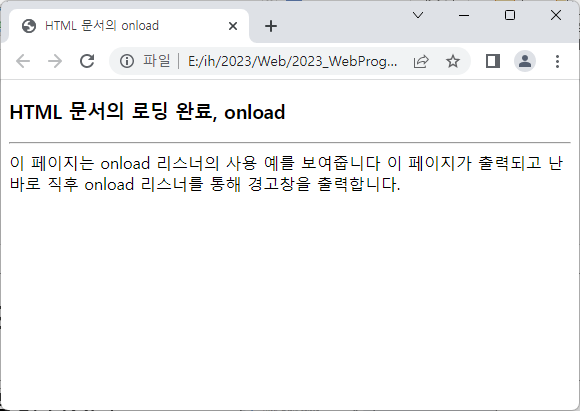 HTML 문서의 onload
파일 E:/ih/2023/Web/2023_WebProg...
HTML 문서의 로딩 완료, onload
이 페이지는 onload 리스너의 사용 예를 보여줍니다 이 페이지가 출력되고 난
바로 직후 onload 리스너를 통해 경고창을 출력합니다.